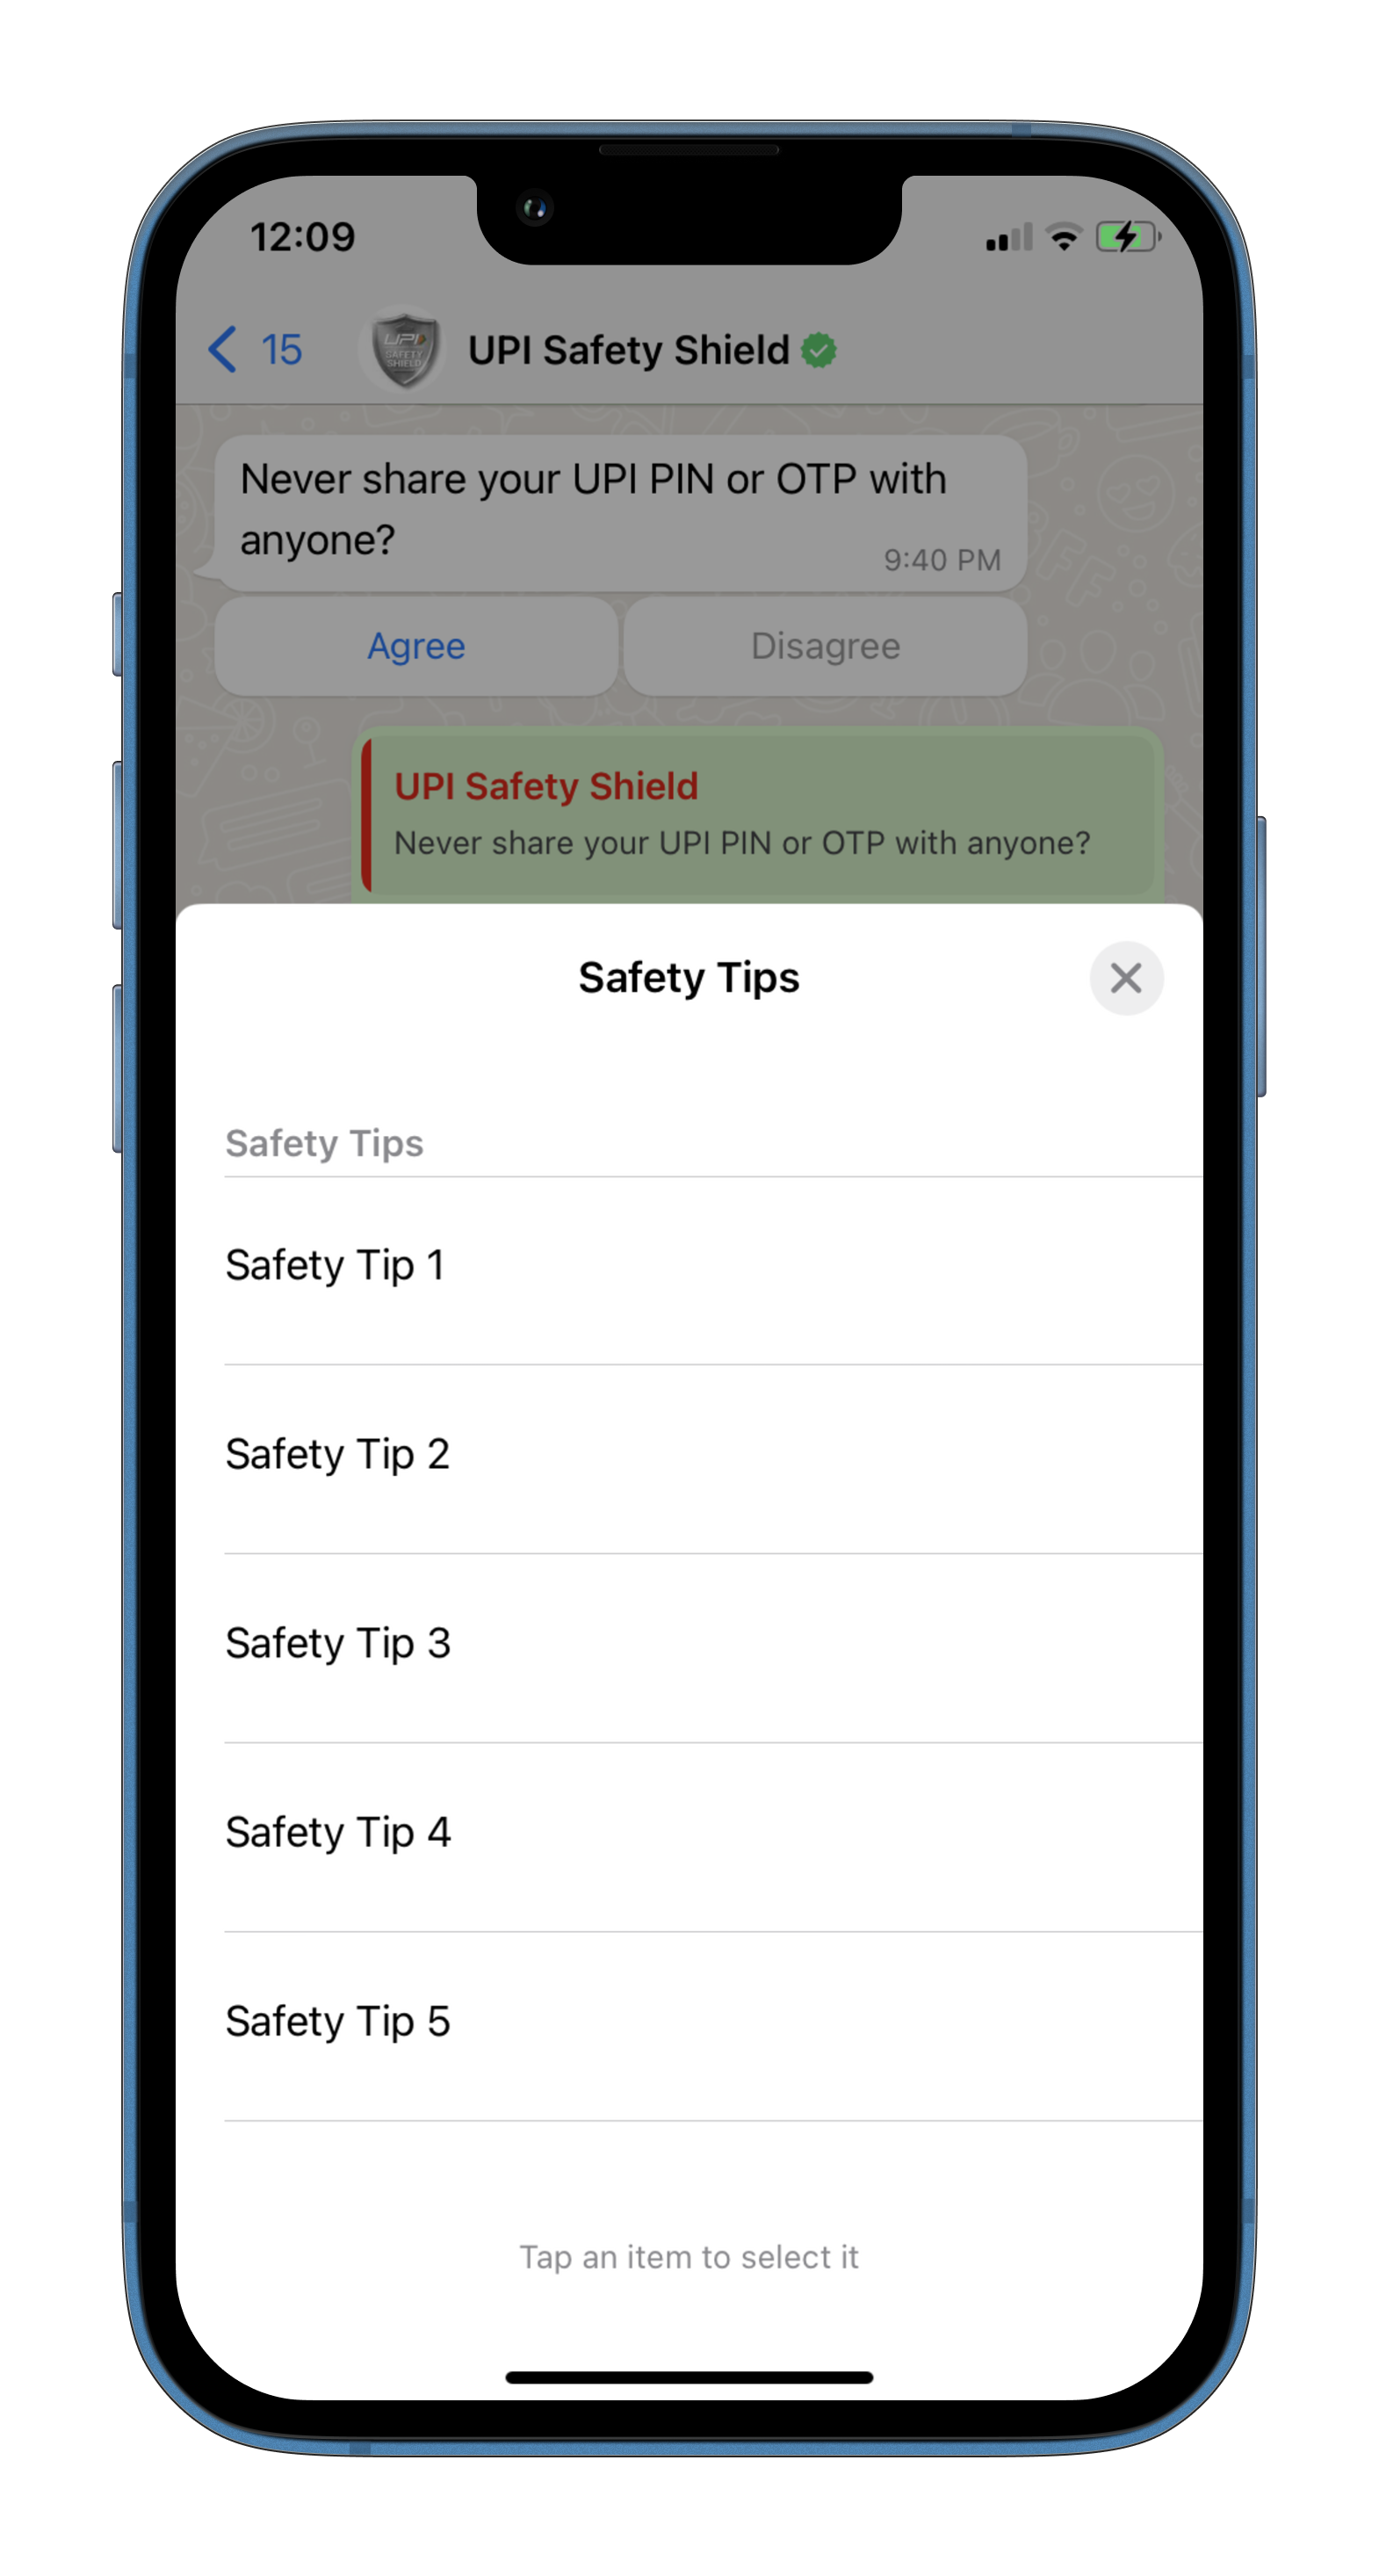 12:09
15
UPI
SAFETY
SHIELD
UPI Safety Shield
Never share your UPI PIN or OTP with
anyone?
9:40 PM
Agree
Disagree
UPI Safety Shield
Never share your UPI PIN or OTP with anyone?
Safety Tips
Safety Tips
Safety Tip 1
Safety Tip 2
Safety Tip 3
Safety Tip 4
Safety Tip 5
Tap an item to select it